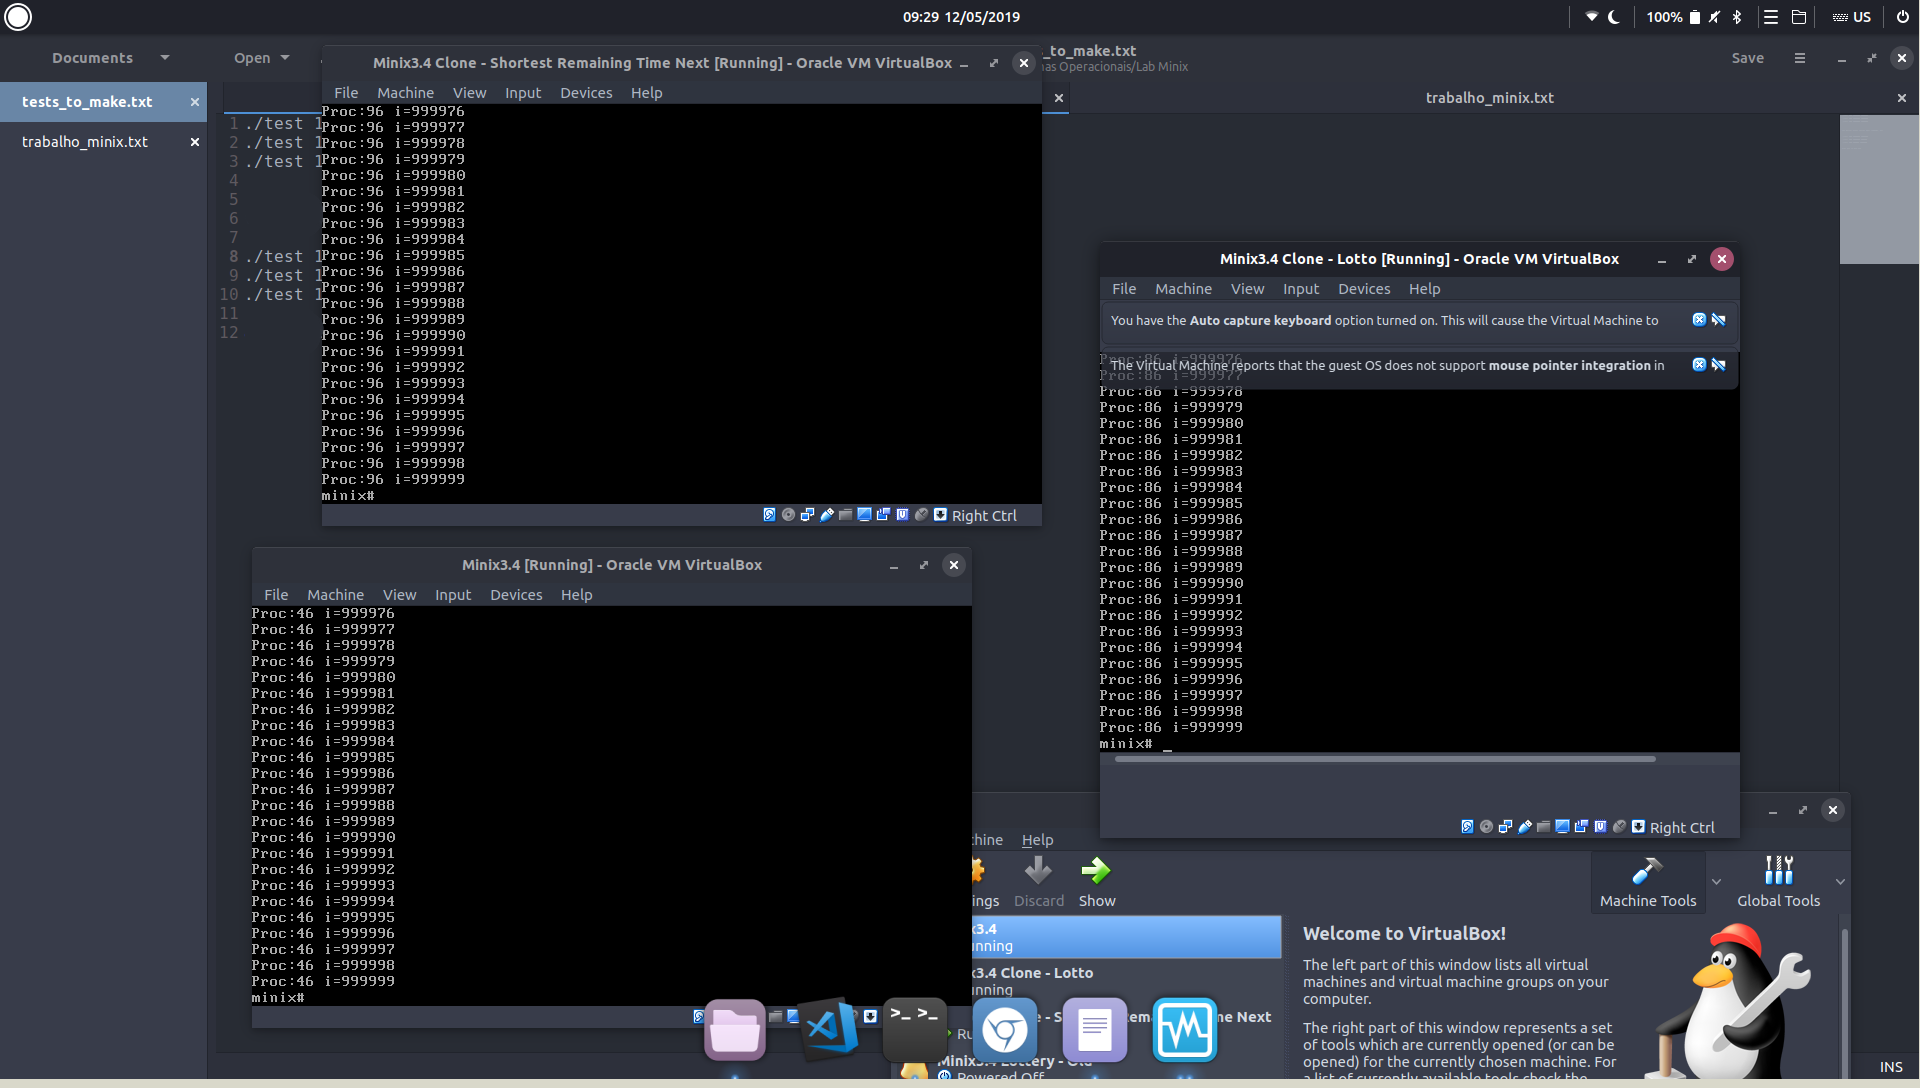 09:29 12/05/2019
100%
US
Documents
Open
_to_make.txt
nas Operacionais/Lab Minix
Save
tests_to_make.txt
trabalho_minix.txt
trabalho_minix.txt
1 ./test 1
2 ./test 1
3 ./test 1
4
5
6
7
8 ./test 1
9 ./test 1
10 ./test 1
11
12
Minix3.4 Clone - Shortest Remaining Time Next [Running] - Oracle VM VirtualBox
File Machine View Input Devices Help
Proc:96 i=999976
Proc:96 i=999977
Proc:96 i=999978
Proc:96 i=999979
Proc:96 i=999980
Proc:96 i=999981
Proc:96 i=999982
Proc:96 i=999983
Proc:96 i=999984
Proc:96 i=999985
Proc:96 i=999986
Proc:96 i=999987
Proc:96 i=999988
Proc:96 i=999989
Proc:96 i=999990
Proc:96 i=999991
Proc:96 i=999992
Proc:96 i=999993
Proc:96 i=999994
Proc:96 i=999995
Proc:96 i=999996
Proc:96 i=999997
Proc:96 i=999998
Proc:96 i=999999
minix#
Right Ctrl
Minix3.4 Clone - Lotto [Running] - Oracle VM VirtualBox
File Machine View Input Devices Help
You have the Auto capture keyboard option turned on. This will cause the Virtual Machine to
The Virtual Machine reports that the guest OS does not support mouse pointer integration in
Proc:86 i=999976
Proc:86 i=999977
Proc:86 i=999978
Proc:86 i=999979
Proc:86 i=999980
Proc:86 i=999981
Proc:86 i=999982
Proc:86 i=999983
Proc:86 i=999984
Proc:86 i=999985
Proc:86 i=999986
Proc:86 i=999987
Proc:86 i=999988
Proc:86 i=999989
Proc:86 i=999990
Proc:86 i=999991
Proc:86 i=999992
Proc:86 i=999993
Proc:86 i=999994
Proc:86 i=999995
Proc:86 i=999996
Proc:86 i=999997
Proc:86 i=999998
Proc:86 i=999999
minix# _
Right Ctrl
Minix3.4 [Running] - Oracle VM VirtualBox
File Machine View Input Devices Help
Proc:46 i=999976
Proc:46 i=999977
Proc:46 i=999978
Proc:46 i=999979
Proc:46 i=999980
Proc:46 i=999981
Proc:46 i=999982
Proc:46 i=999983
Proc:46 i=999984
Proc:46 i=999985
Proc:46 i=999986
Proc:46 i=999987
Proc:46 i=999988
Proc:46 i=999989
Proc:46 i=999990
Proc:46 i=999991
Proc:46 i=999992
Proc:46 i=999993
Proc:46 i=999994
Proc:46 i=999995
Proc:46 i=999996
Proc:46 i=999997
Proc:46 i=999998
Proc:46 i=999999
minix#
chine Help
ings Discard Show
Machine Tools
Global Tools
x3.4
unning
x3.4 Clone - Lotto
unning
e - S
ema
me Next
Ru
Minix3.4 Lottery - Old
Powered Off
Welcome to VirtualBox!
The left part of this window lists all virtual
machines and virtual machine groups on your
computer.
The right part of this window represents a set
of tools which are currently opened (or can be
opened) for the currently chosen machine. For
a list of currently available tools check the
>_ >_
INS